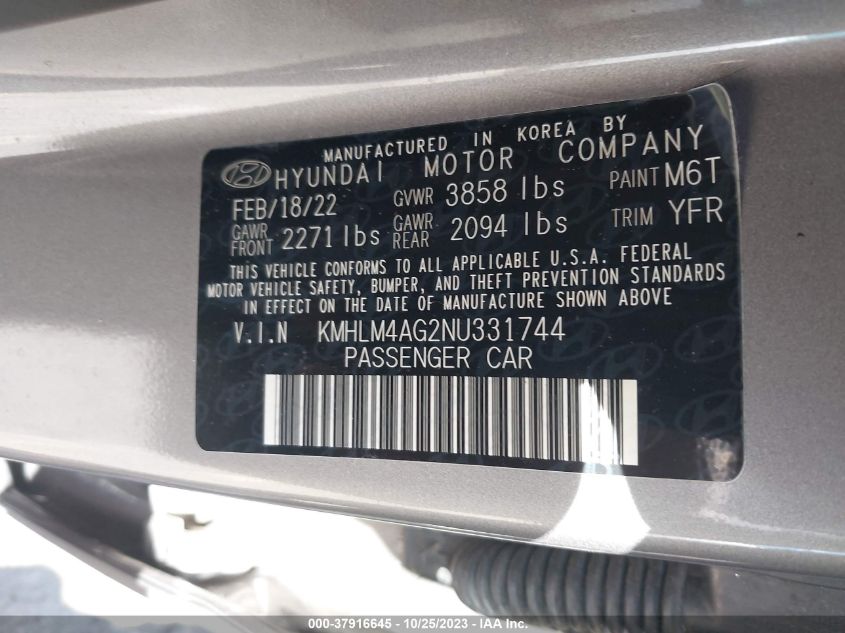 MANUFACTURED IN KOREA BY
HYUNDAI MOTOR COMPANY
FEB/18/22 GVWR 3858 lbs PAINT M6T
GAWR FRONT 2271 lbs GAWR REAR 2094 lbs TRIM YFR
THIS VEHICLE CONFORMS TO ALL APPLICABLE U.S.A. FEDERAL
MOTOR VEHICLE SAFETY, BUMPER, AND THEFT PREVENTION STANDARDS
IN EFFECT ON THE DATE OF MANUFACTURE SHOWN ABOVE
V.I.N KMHLM4AG2NU331744
PASSENGER CAR
000-37916645 - 10/25/2023 - IAA Inc.